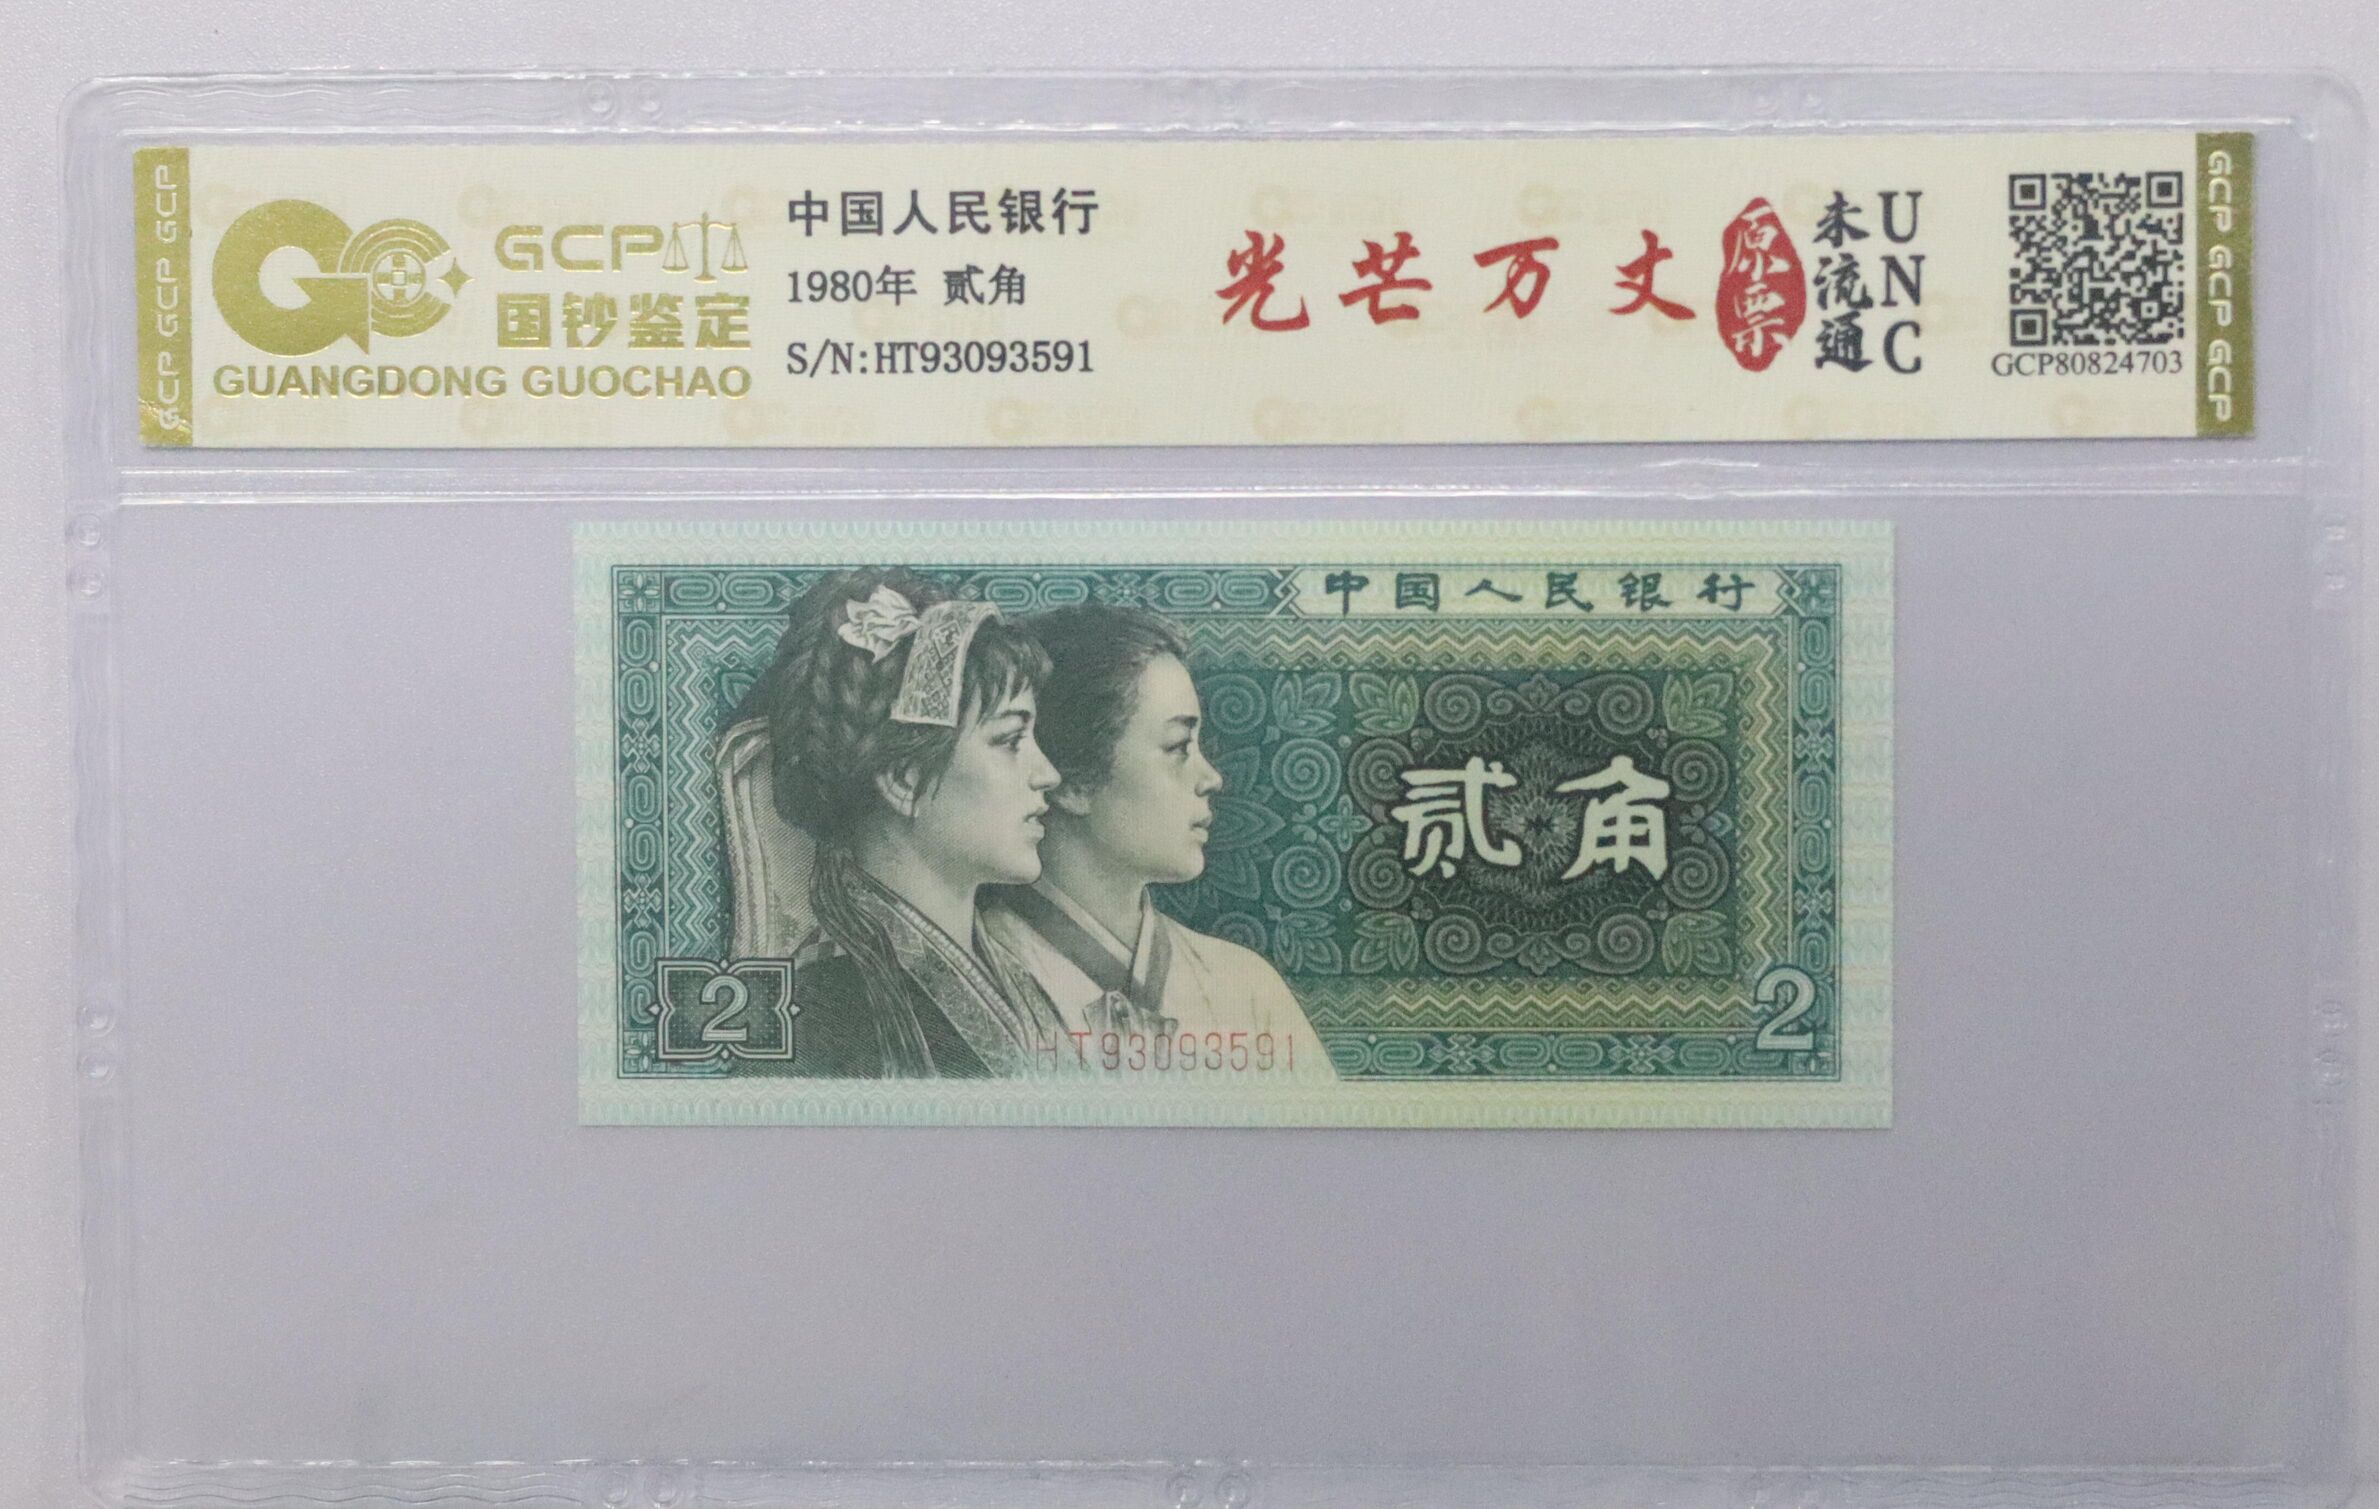 GCP GCP GCP
GCP
国钞鉴定
GUANGDONG GUOCHAO
中国人民银行
1980年 贰角
S/N:HT93093591
光芒万丈
原票
未流通
UNC
GCP80824703
GCP GCP GCP
中国人民银行
贰角
2
2
HT93093591